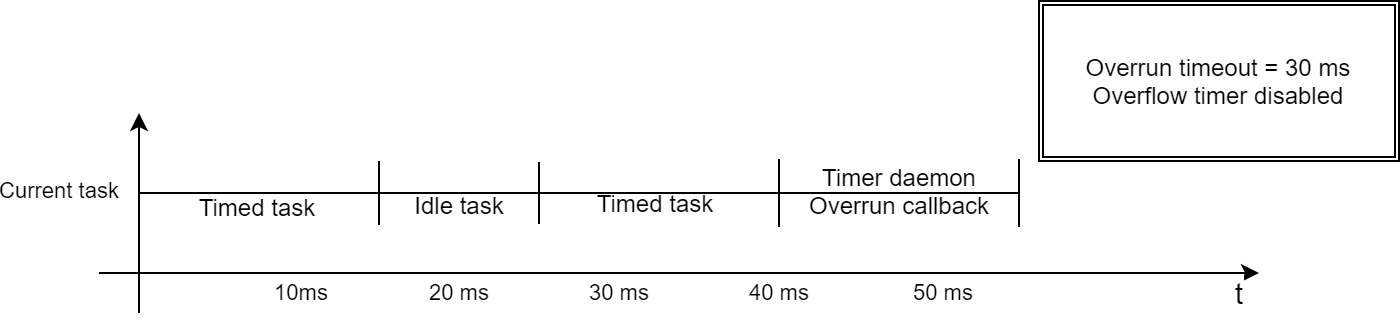 Overrun timeout = 30 ms
Overflow timer disabled
Current task
Timed task
Idle task
Timed task
Timer daemon
Overrun callback
10ms
20 ms
30 ms
40 ms
50 ms
t